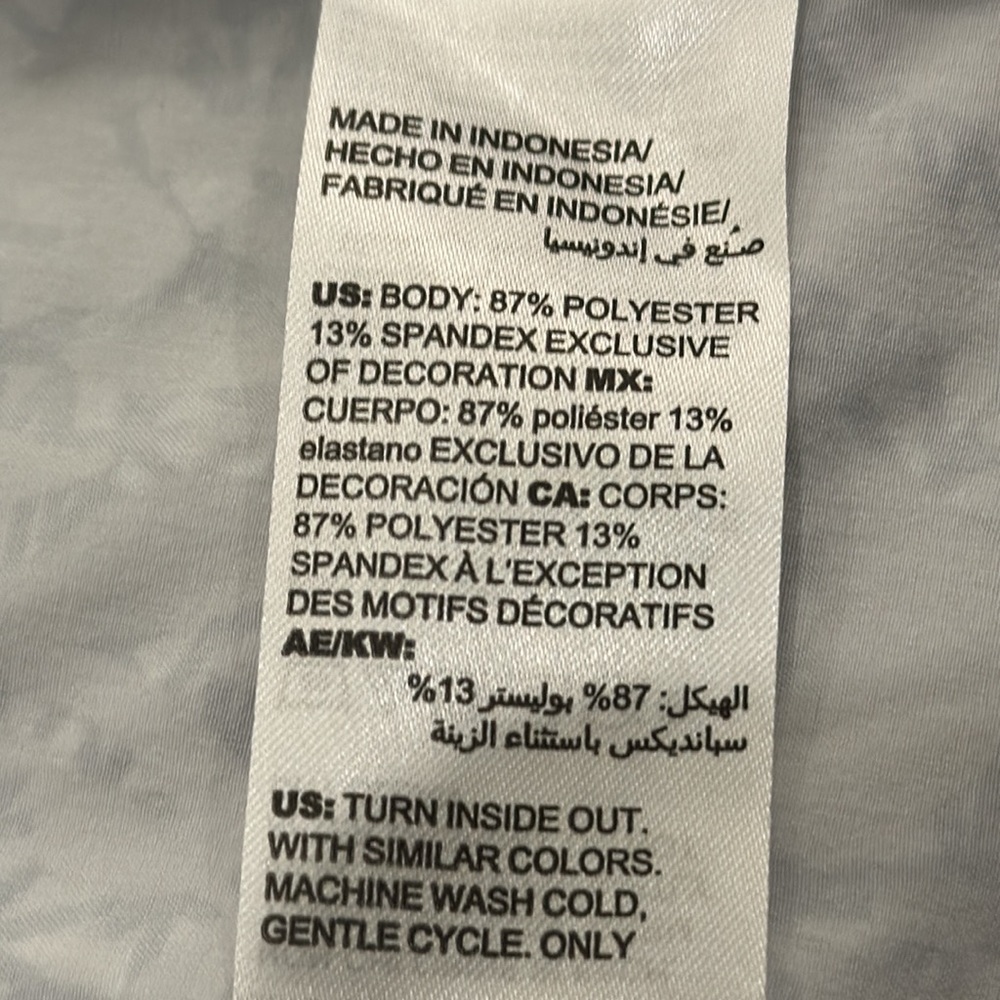 MADE IN INDONESIA/
HECHO EN INDONESIA/
FABRIQUÉ EN INDONÉSIE/
صُنع في إندونيسيا
US: BODY: 87% POLYESTER
13% SPANDEX EXCLUSIVE
OF DECORATION MX:
CUERPO: 87% poliéster 13%
elastano EXCLUSIVO DE LA
DECORACIÓN CA: CORPS:
87% POLYESTER 13%
SPANDEX À L'EXCEPTION
DES MOTIFS DÉCORATIFS
AE/KW:
الهيكل: 87% بوليستر 13%
سبانديكس باستثناء الزينة
US: TURN INSIDE OUT.
WITH SIMILAR COLORS.
MACHINE WASH COLD,
GENTLE CYCLE. ONLY